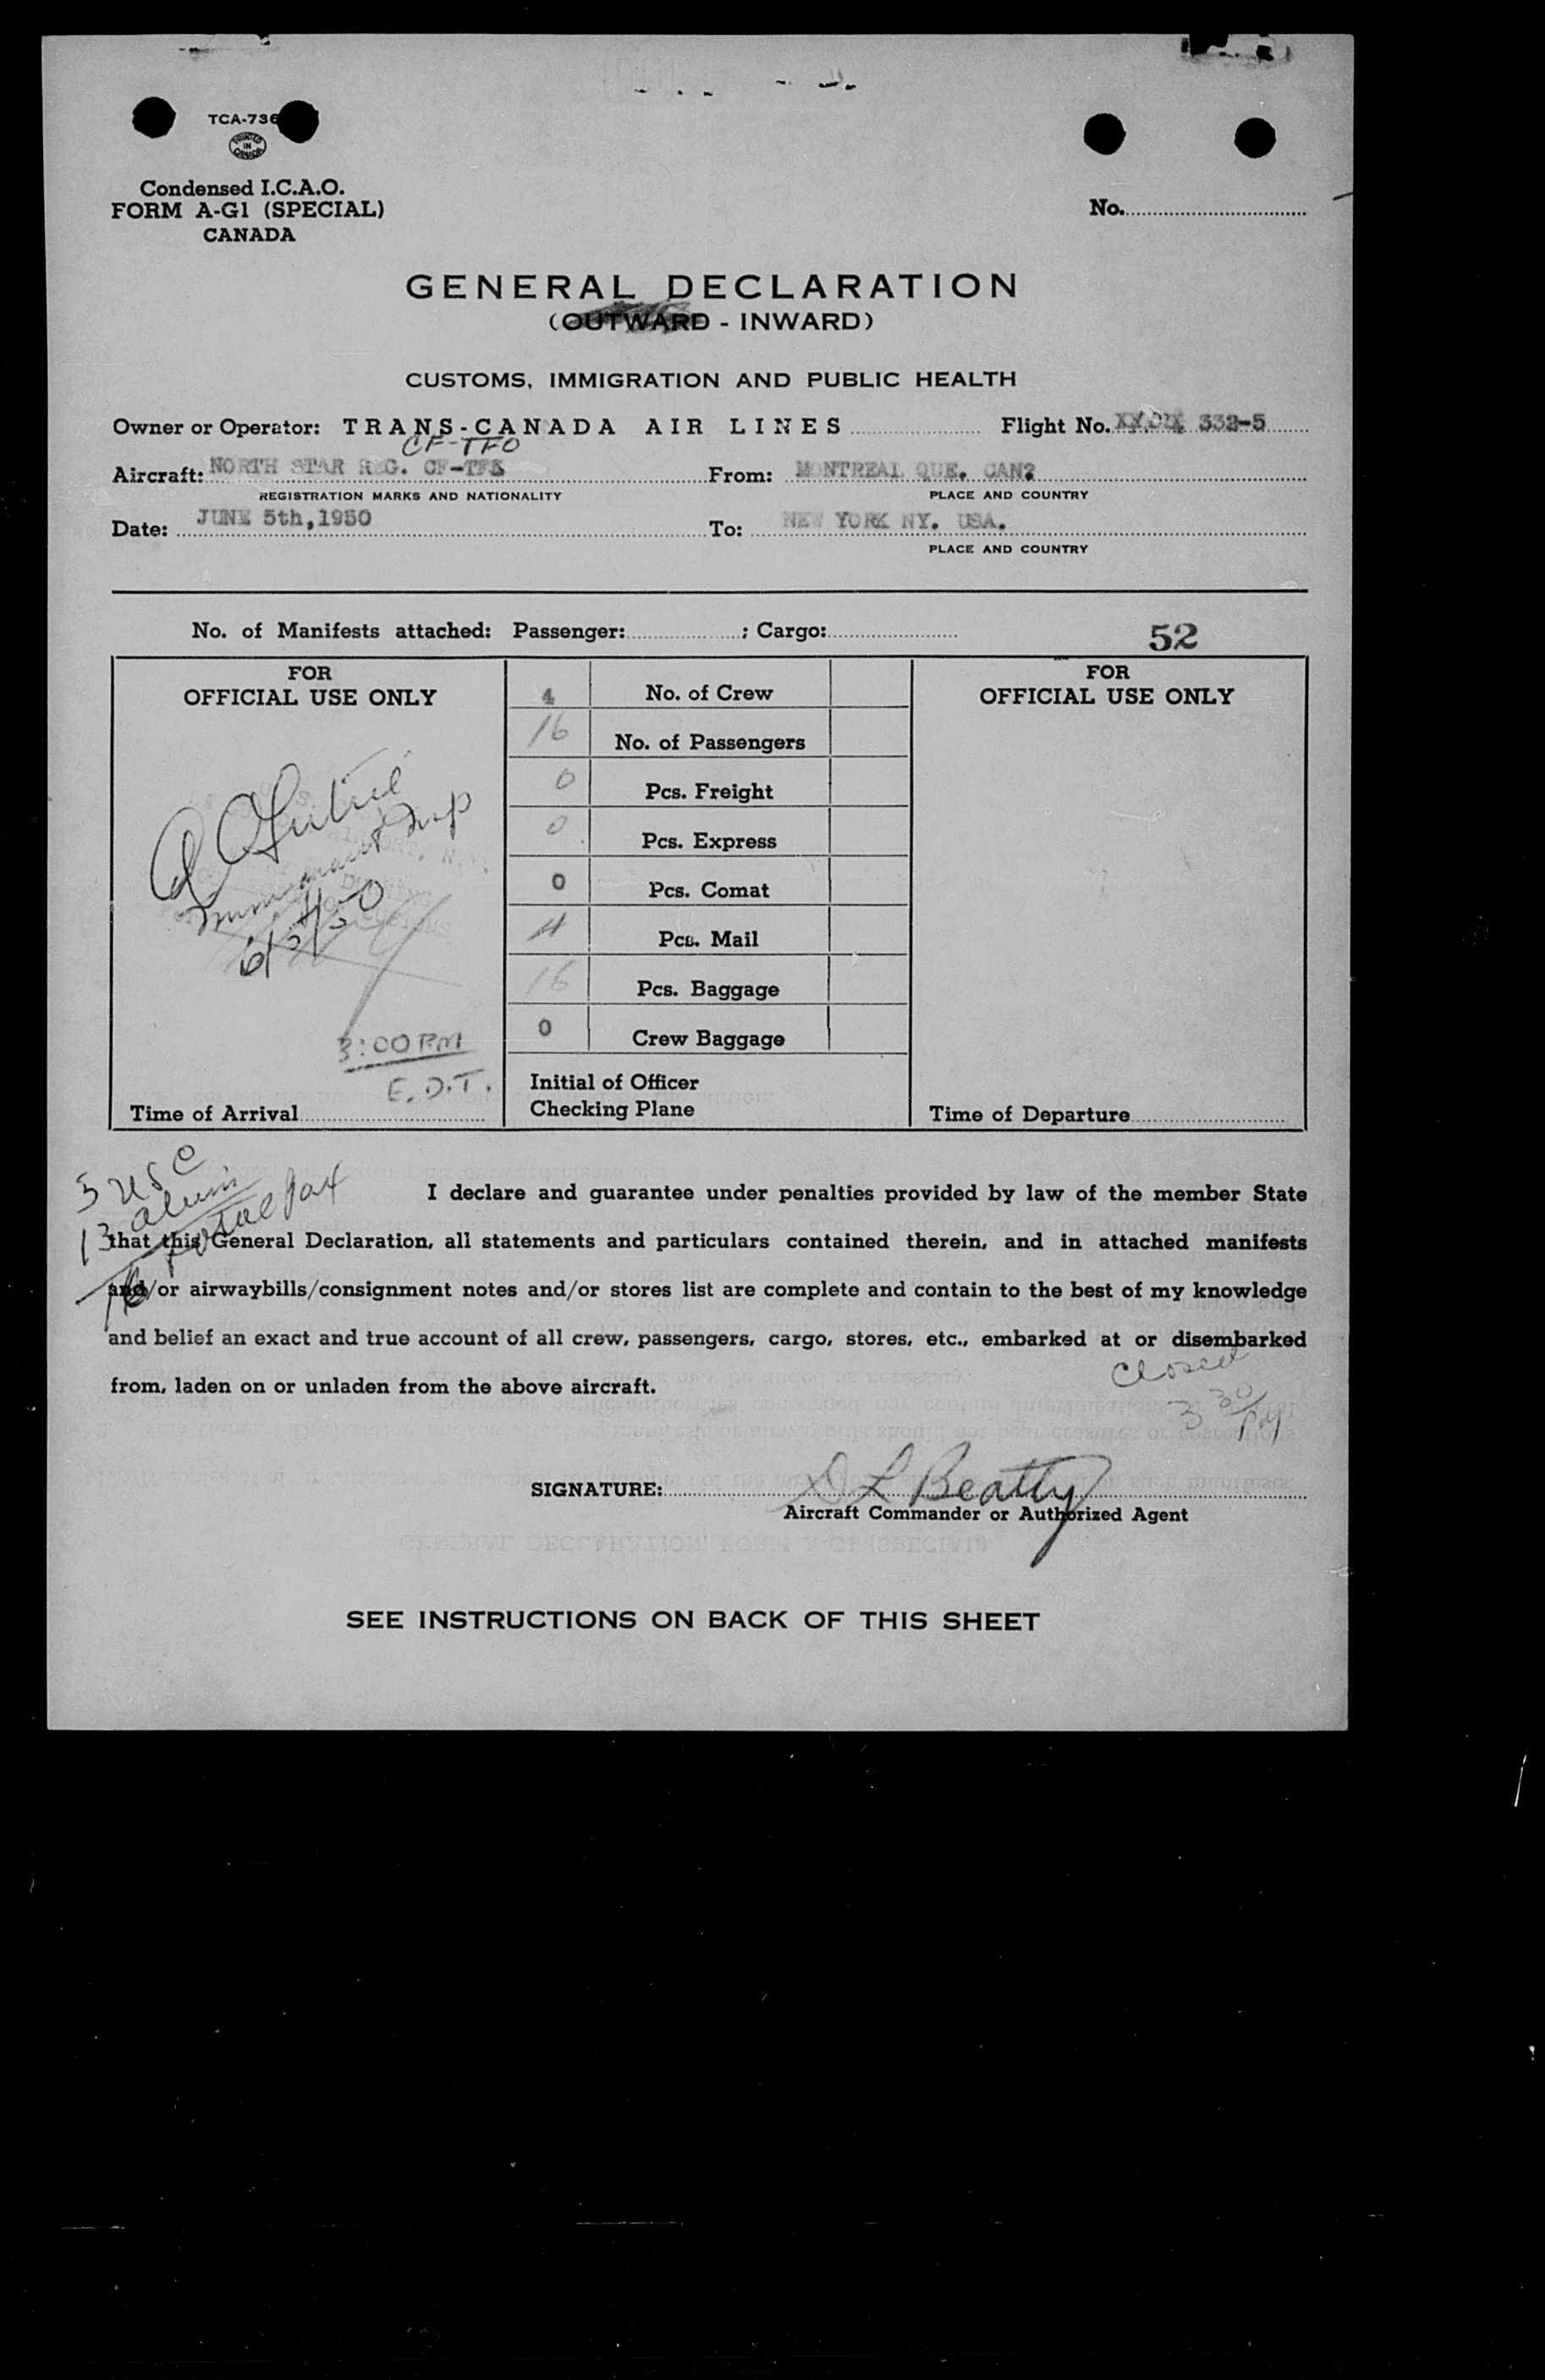 TCA-736
PRINTED IN CANADA
Condensed I.C.A.O.
FORM A-G1 (SPECIAL)
CANADA
No.
GENERAL DECLARATION
(OUTWARD - INWARD)
CUSTOMS, IMMIGRATION AND PUBLIC HEALTH
Owner or Operator: TRANS-CANADA AIR LINES Flight No. 332-5
CF-TFO
Aircraft: NORTH STAR REG. CF-TFA From: MONTREAL QUE. CAN?
REGISTRATION MARKS AND NATIONALITY PLACE AND COUNTRY
Date: JUNE 5th,1950 To: NEW YORK NY. USA.
PLACE AND COUNTRY
No. of Manifests attached: Passenger: ; Cargo:
52
FOR
OFFICIAL USE ONLY
6/5/50
3:00 PM
E.D.T.
Time of Arrival
4 No. of Crew
16 No. of Passengers
0 Pcs. Freight
0 Pcs. Express
0 Pcs. Comat
4 Pcs. Mail
16 Pcs. Baggage
0 Crew Baggage
Initial of Officer
Checking Plane
FOR
OFFICIAL USE ONLY
Time of Departure
3 USC
13 alien
16 total pax
I declare and guarantee under penalties provided by law of the member State
that this General Declaration, all statements and particulars contained therein, and in attached manifests
and/or airwaybills/consignment notes and/or stores list are complete and contain to the best of my knowledge
and belief an exact and true account of all crew, passengers, cargo, stores, etc., embarked at or disembarked
from, laden on or unladen from the above aircraft.
Closed
3 30 PM
SIGNATURE: D L Beatty
Aircraft Commander or Authorized Agent
SEE INSTRUCTIONS ON BACK OF THIS SHEET